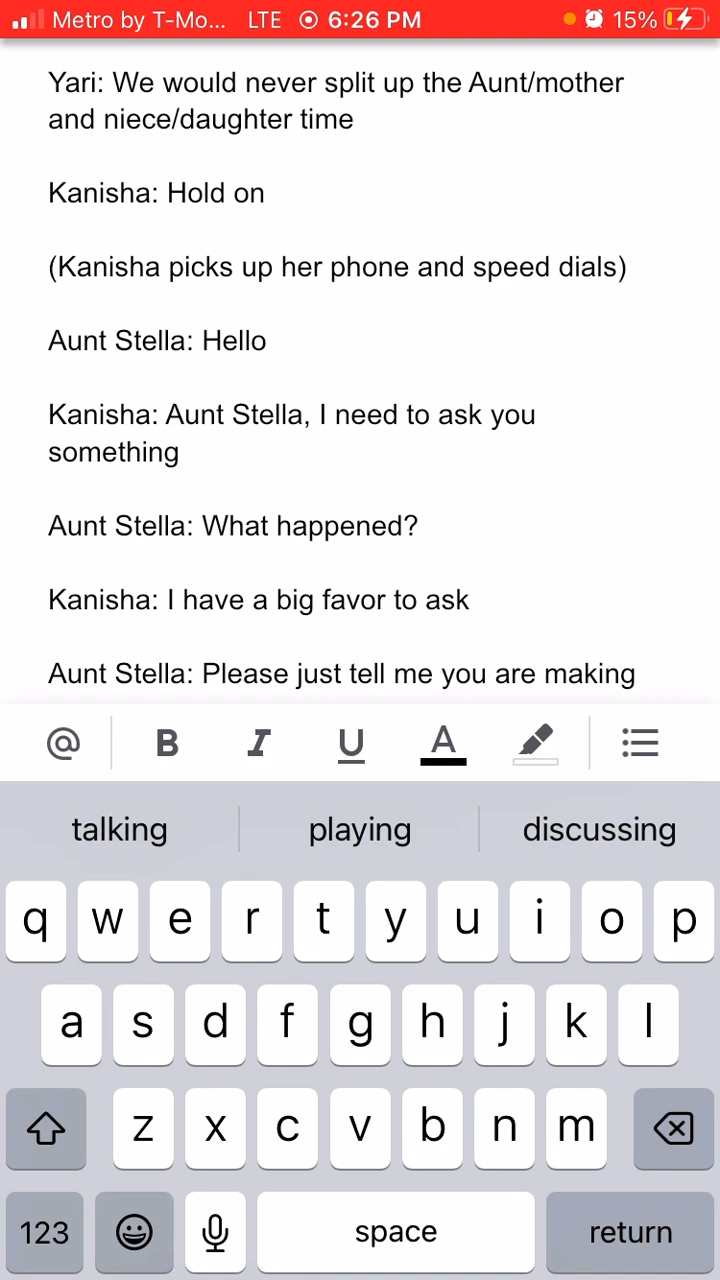 Metro by T-Mo... LTE 6:26 PM 15%
Yari: We would never split up the Aunt/mother
and niece/daughter time
Kanisha: Hold on
(Kanisha picks up her phone and speed dials)
Aunt Stella: Hello
Kanisha: Aunt Stella, I need to ask you
something
Aunt Stella: What happened?
Kanisha: I have a big favor to ask
Aunt Stella: Please just tell me you are making
@ B I U A
talking playing discussing
q w e r t y u i o p
a s d f g h j k l
z x c v b n m
123 space return